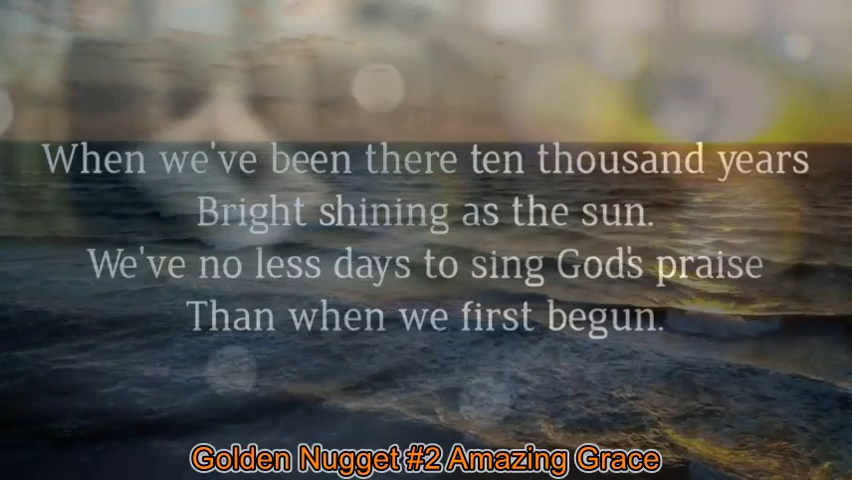 When we've been there ten thousand years
Bright shining as the sun.
We've no less days to sing God's praise
Than when we first begun.
Golden Nugget #2 Amazing Grace